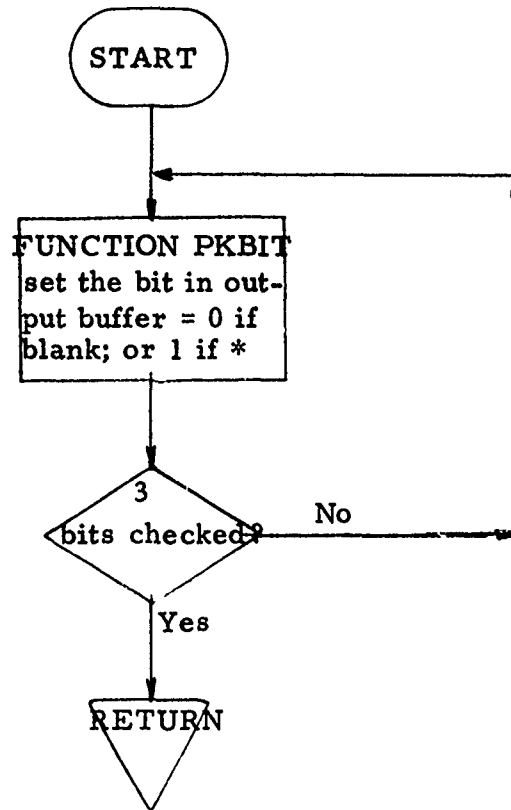 START
FUNCTION PKBIT
set the bit in out-
put buffer = 0 if
blank; or 1 if *
3
bits checked?
No
Yes
RETURN